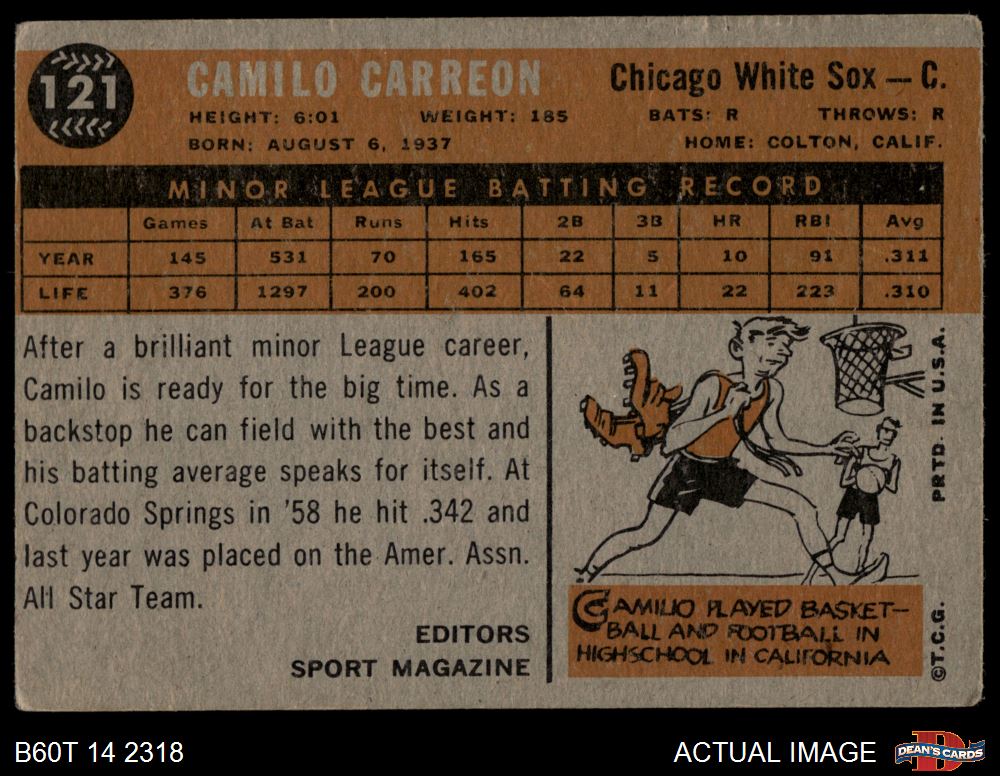 121
CAMILO CARREON
Chicago White Sox — C.
HEIGHT: 6:01 WEIGHT: 185 BATS: R THROWS: R
BORN: AUGUST 6, 1937 HOME: COLTON, CALIF.
MINOR LEAGUE BATTING RECORD
Games At Bat Runs Hits 2B 3B HR RBI Avg
YEAR 145 531 70 165 22 5 10 91 .311
LIFE 376 1297 200 402 64 11 22 223 .310
After a brilliant minor League career,
Camilo is ready for the big time. As a
backstop he can field with the best and
his batting average speaks for itself. At
Colorado Springs in '58 he hit .342 and
last year was placed on the Amer. Assn.
All Star Team.
EDITORS
SPORT MAGAZINE
CAMILIO PLAYED BASKET—
BALL AND FOOTBALL IN
HIGHSCHOOL IN CALIFORNIA
©T.C.G. PRTD. IN U.S.A.
B60T 14 2318
ACTUAL IMAGE
DEAN'S CARDS